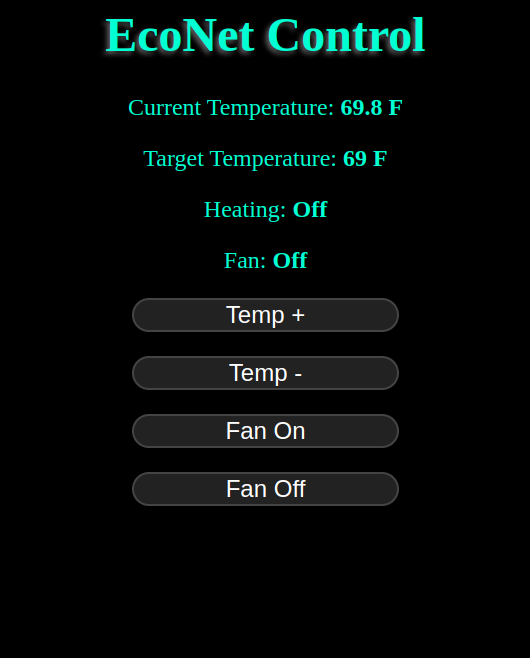 EcoNet Control
Current Temperature: 69.8 F
Target Temperature: 69 F
Heating: Off
Fan: Off
Temp +
Temp -
Fan On
Fan Off